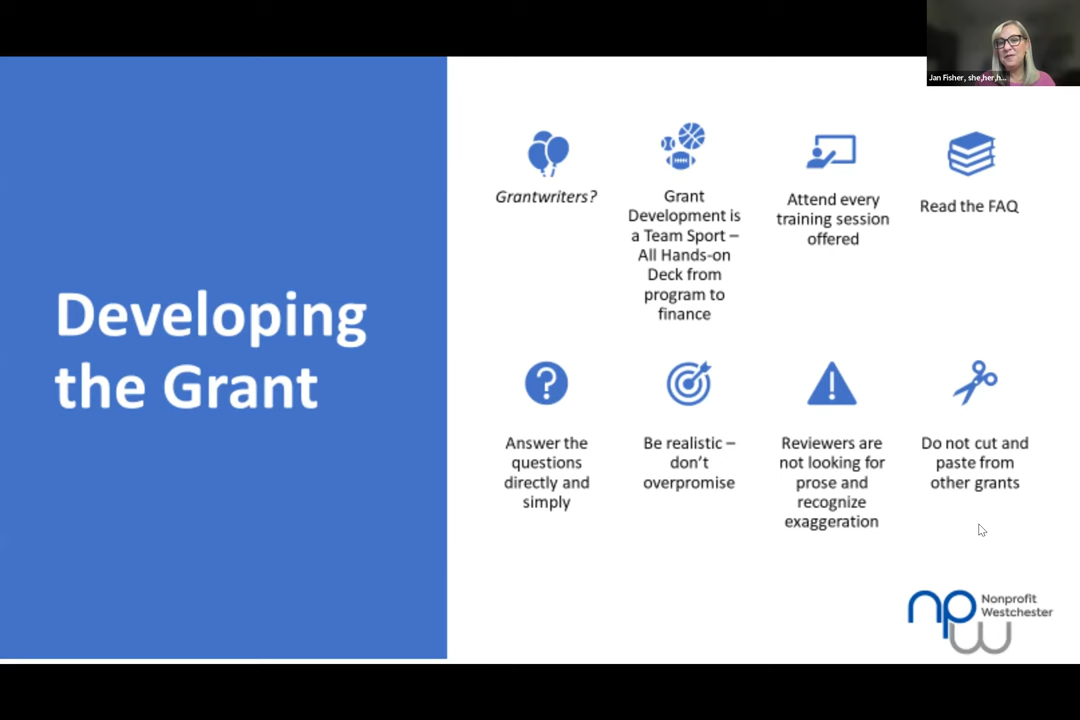 Jan Fisher, she,her,h...
Developing
the Grant
Grantwriters?
Grant
Development is
a Team Sport –
All Hands-on
Deck from
program to
finance
Attend every
training session
offered
Read the FAQ
Answer the
questions
directly and
simply
Be realistic –
don't
overpromise
Reviewers are
not looking for
prose and
recognize
exaggeration
Do not cut and
paste from
other grants
npw
Nonprofit
Westchester